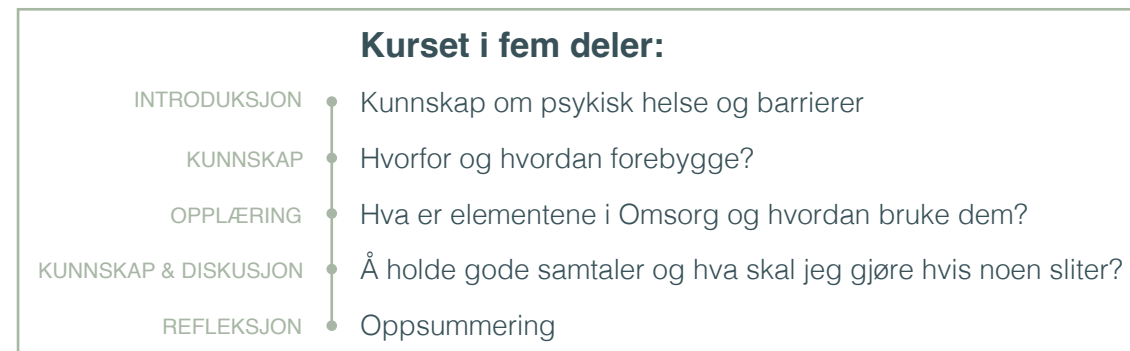 Kurset i fem deler:
INTRODUKSJON Kunnskap om psykisk helse og barrierer
KUNNSKAP Hvorfor og hvordan forebygge?
OPPLÆRING Hva er elementene i Omsorg og hvordan bruke dem?
KUNNSKAP & DISKUSJON Å holde gode samtaler og hva skal jeg gjøre hvis noen sliter?
REFLEKSJON Oppsummering